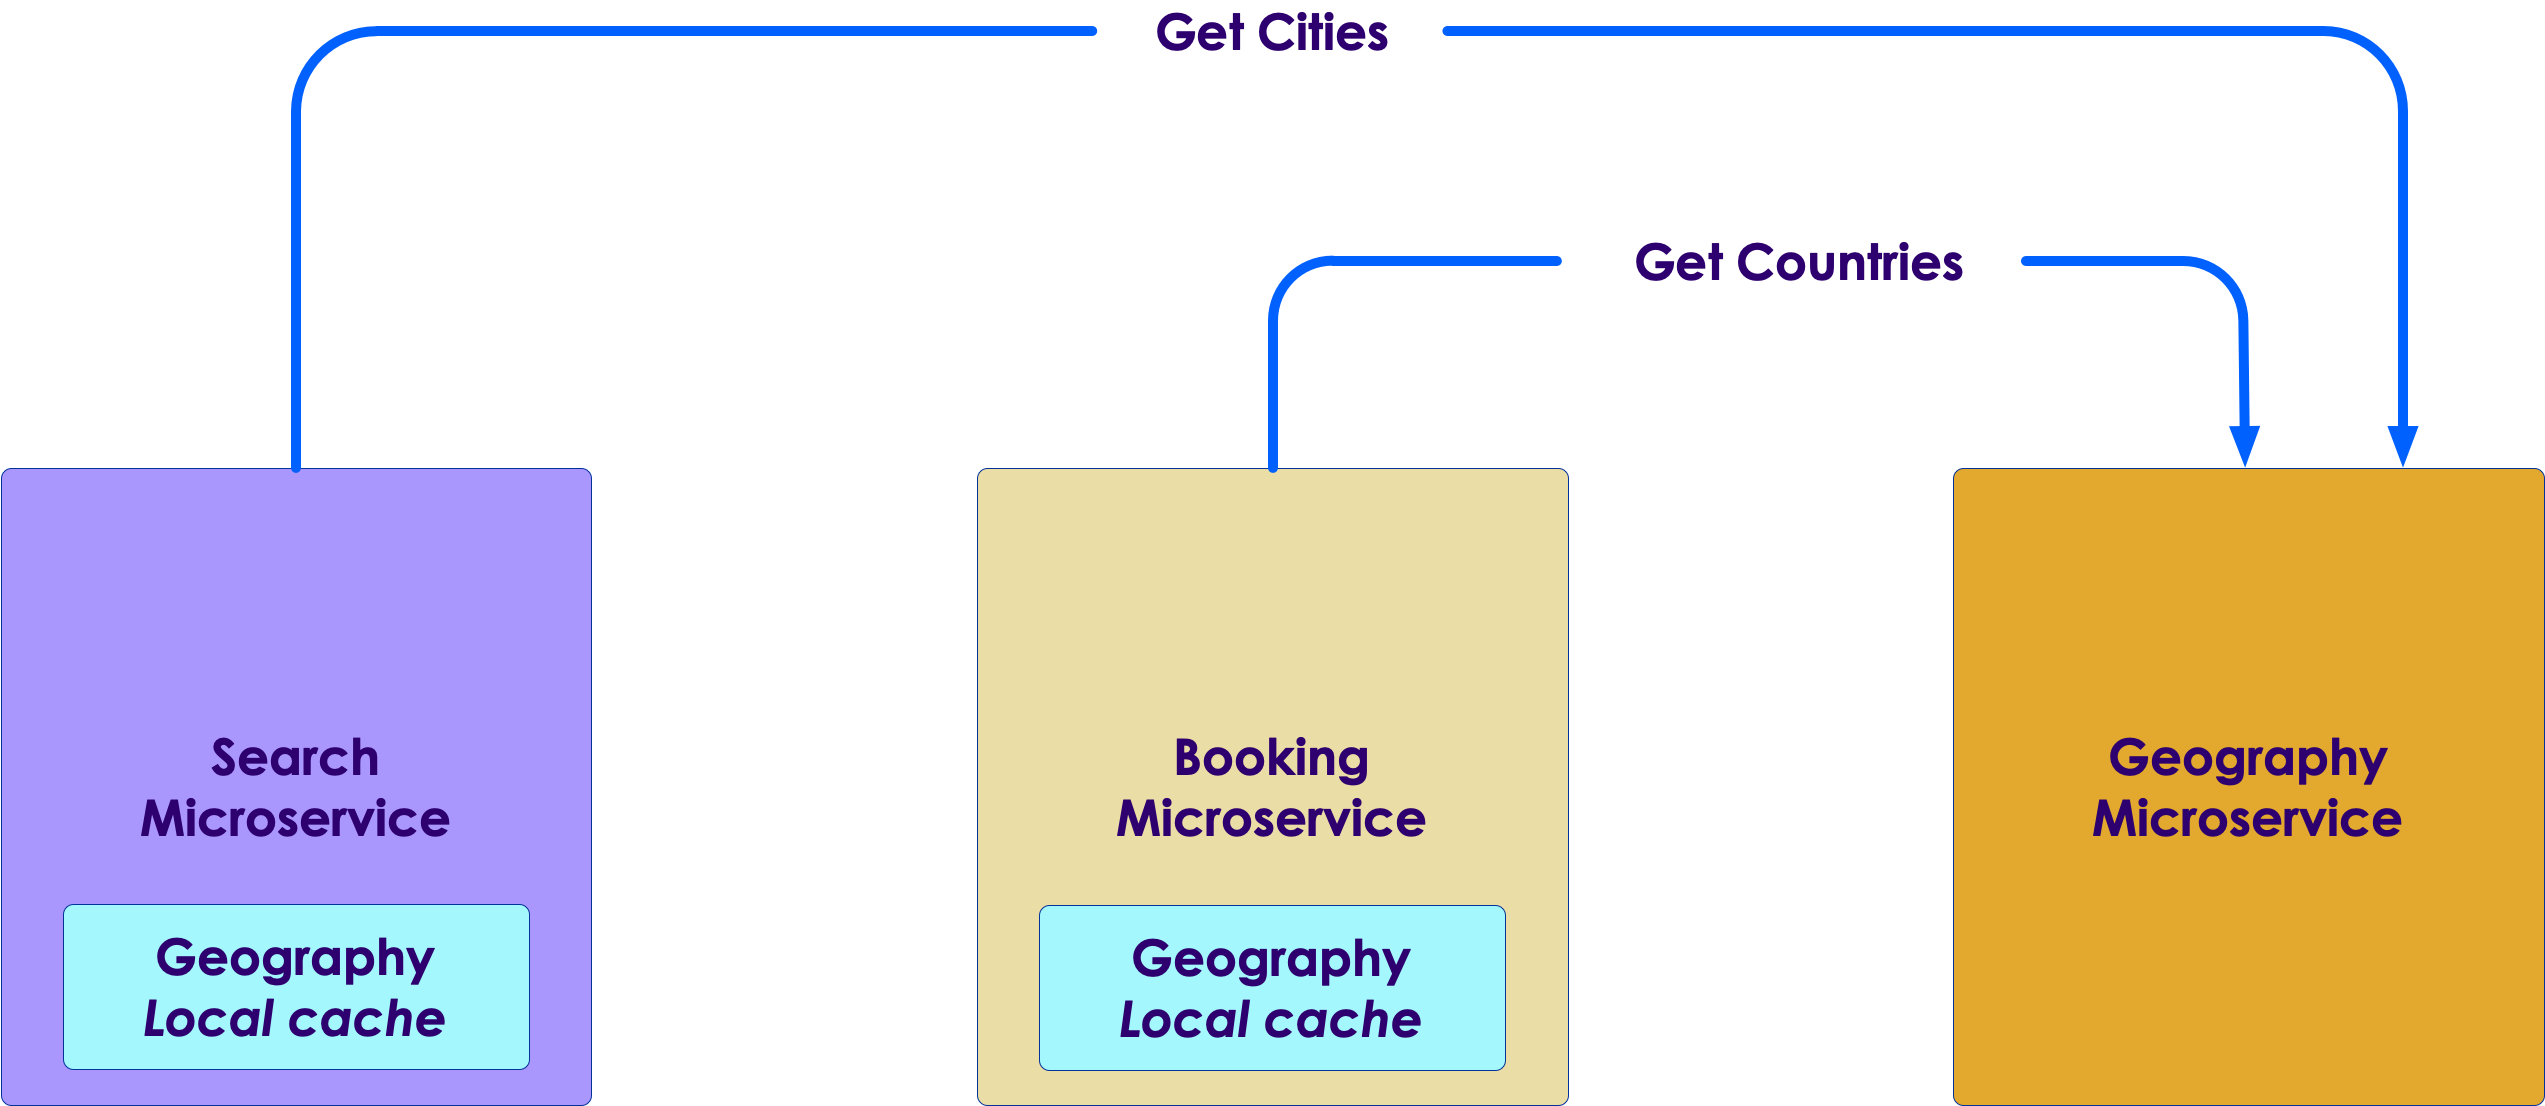 Get Cities
Get Countries
Search
Microservice
Geography
Local cache
Booking
Microservice
Geography
Local cache
Geography
Microservice